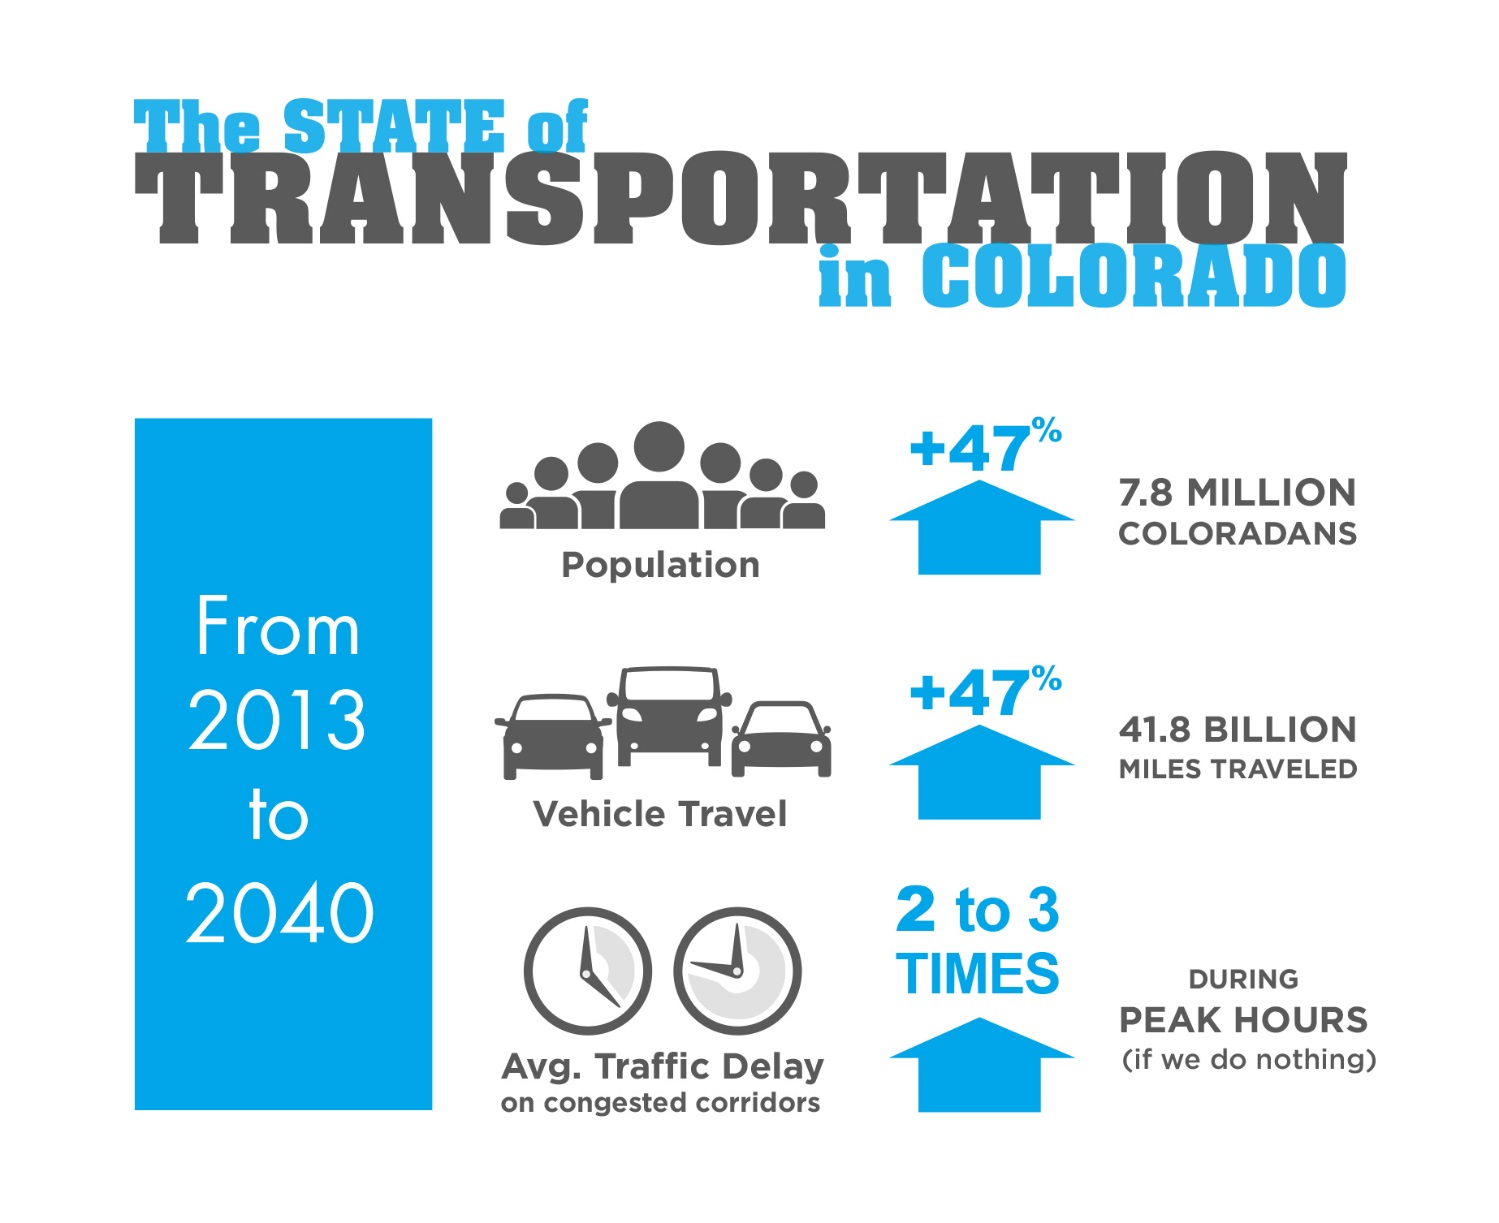 The STATE of
TRANSPORTATION
in COLORADO
From
2013
to
2040
+47%
7.8 MILLION
COLORADANS
Population
+47%
41.8 BILLION
MILES TRAVELED
Vehicle Travel
2 to 3
TIMES
DURING
PEAK HOURS
(if we do nothing)
Avg. Traffic Delay
on congested corridors